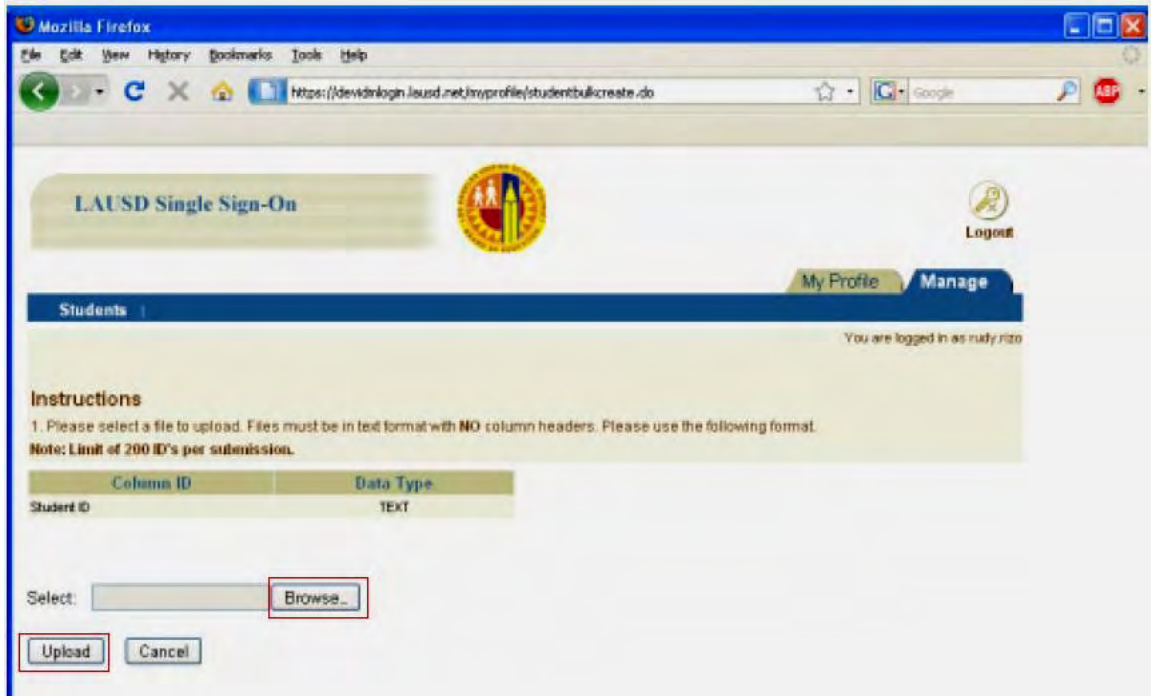 Mozilla Firefox
File Edit View History Bookmarks Tools Help
https://devidmlogin.lausd.net/myprofile/studentbulkcreate.do
Google
ABP
LAUSD Single Sign-On
Logout
My Profile Manage
Students |
You are logged in as rudy.rizo
Instructions
1. Please select a file to upload. Files must be in text format with NO column headers. Please use the following format.
Note: Limit of 200 ID's per submission.
Column ID Data Type
Student ID TEXT
Select: Browse...
Upload Cancel